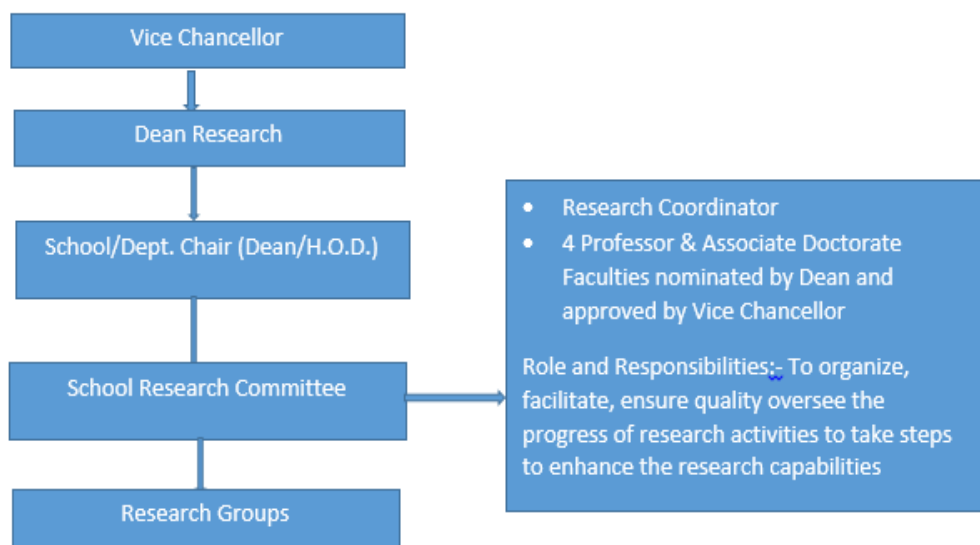 Vice Chancellor
Dean Research
School/Dept. Chair (Dean/H.O.D.)
School Research Committee
Research Groups
• Research Coordinator
• 4 Professor & Associate Doctorate
Faculties nominated by Dean and
approved by Vice Chancellor
Role and Responsibilities:- To organize,
facilitate, ensure quality oversee the
progress of research activities to take steps
to enhance the research capabilities